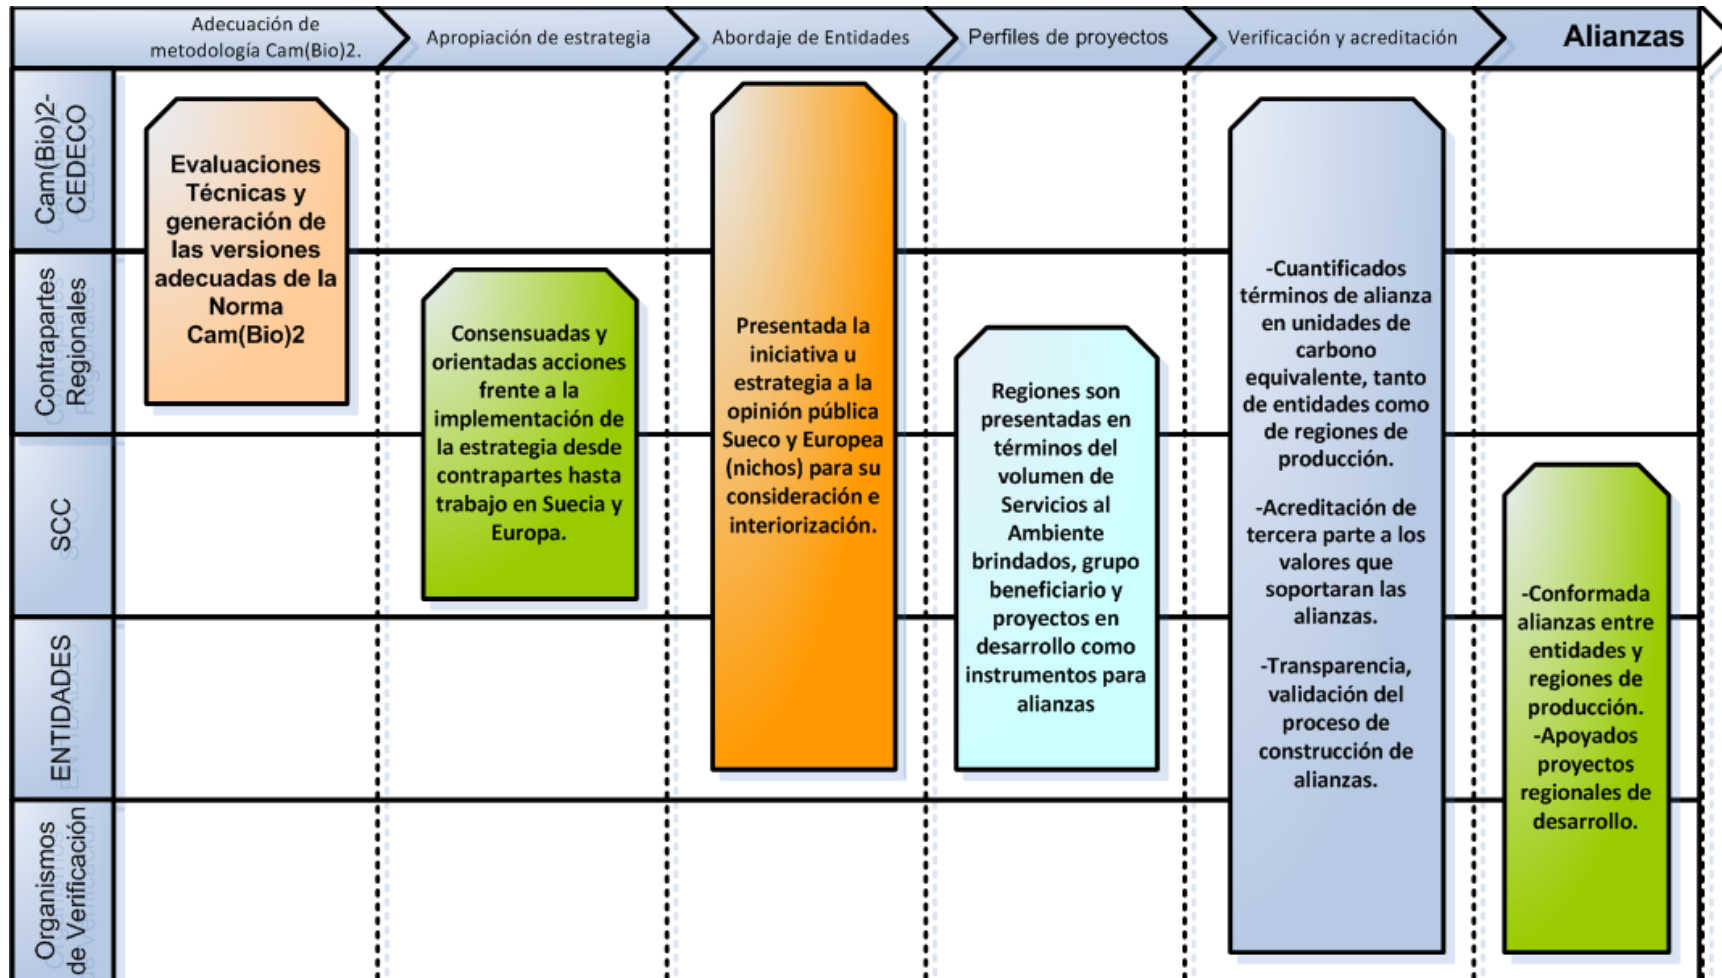 Adecuación de
metodología Cam(Bio)2.
Apropiación de estrategia
Abordaje de Entidades
Perfiles de proyectos
Verificación y acreditación
Alianzas
Cam(Bio)2-
CEDECO
Contrapartes
Regionales
SCC
ENTIDADES
Organismos
de Verificación
Evaluaciones
Técnicas y
generación de
las versiones
adecuadas de la
Norma
Cam(Bio)2
Consensuadas y
orientadas acciones
frente a la
implementación de
la estrategia desde
contrapartes hasta
trabajo en Suecia y
Europa.
Presentada la
iniciativa u
estrategia a la
opinión pública
Sueco y Europea
(nichos) para su
consideración e
interiorización.
Regiones son
presentadas en
términos del
volumen de
Servicios al
Ambiente
brindados, grupo
beneficiario y
proyectos en
desarrollo como
instrumentos para
alianzas
-Cuantificados
términos de alianza
en unidades de
carbono
equivalente, tanto
de entidades como
de regiones de
producción.
-Acreditación de
tercera parte a los
valores que
soportaran las
alianzas.
-Transparencia,
validación del
proceso de
construcción de
alianzas.
-Conformada
alianzas entre
entidades y
regiones de
producción.
-Apoyados
proyectos
regionales de
desarrollo.